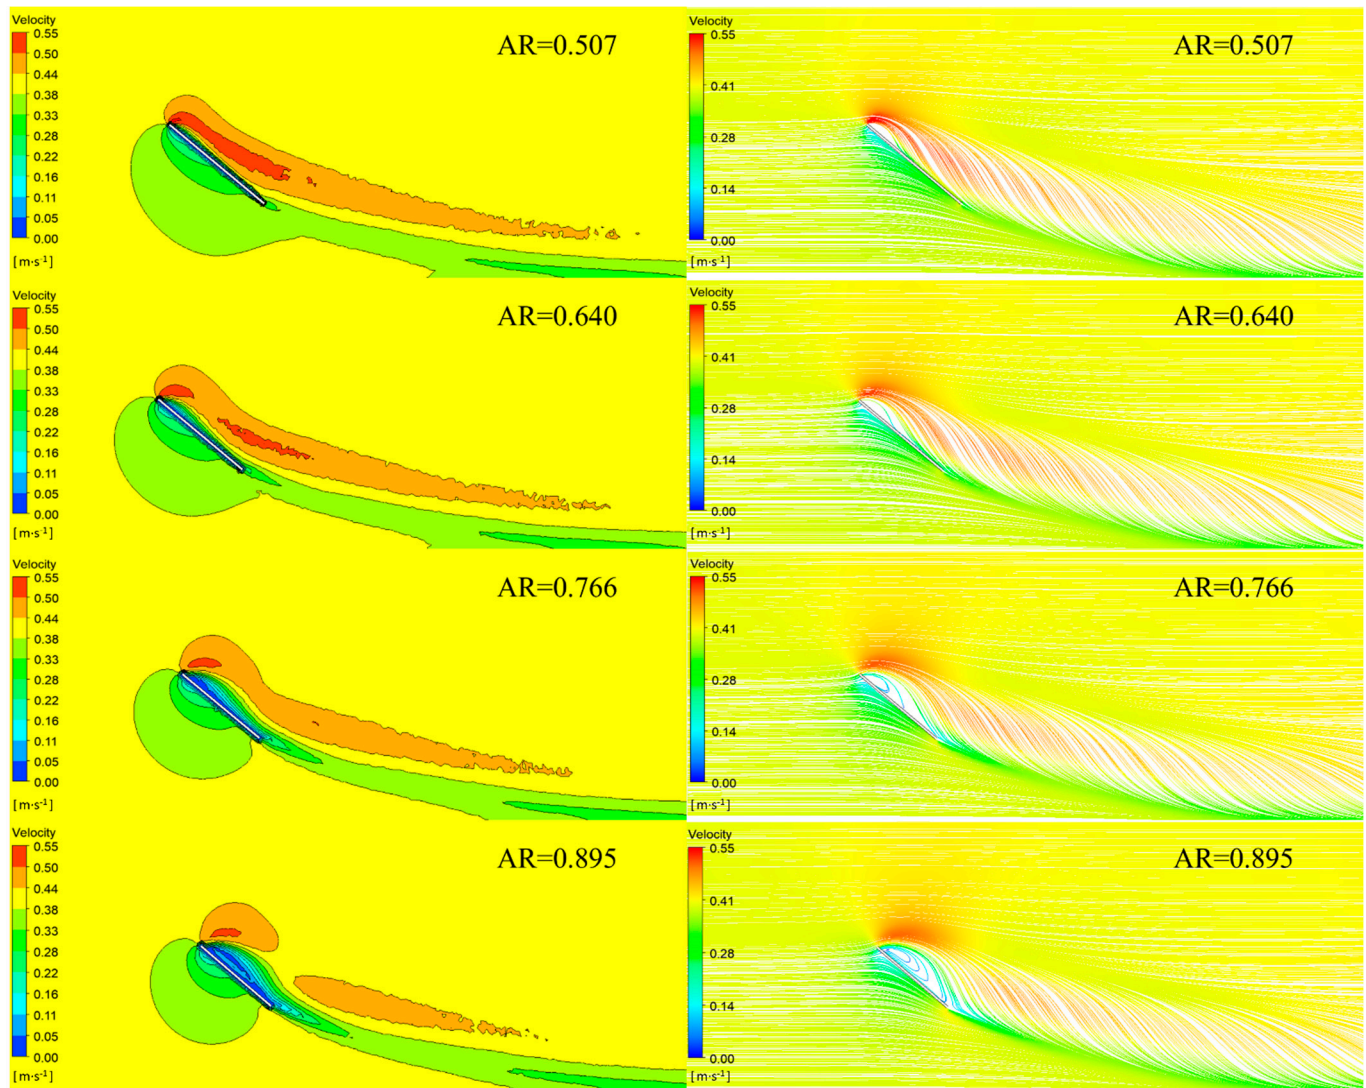 Velocity
0.55
0.50
0.44
0.38
0.33
0.28
0.22
0.16
0.11
0.05
0.00
[m·s-1]
AR=0.507
Velocity
0.55
0.41
0.28
0.14
0.00
[m·s-1]
AR=0.507
Velocity
0.55
0.50
0.44
0.38
0.33
0.28
0.22
0.16
0.11
0.05
0.00
[m·s-1]
AR=0.640
Velocity
0.55
0.41
0.28
0.14
0.00
[m·s-1]
AR=0.640
Velocity
0.55
0.50
0.44
0.38
0.33
0.28
0.22
0.16
0.11
0.05
0.00
[m·s-1]
AR=0.766
Velocity
0.55
0.41
0.28
0.14
0.00
[m·s-1]
AR=0.766
Velocity
0.55
0.50
0.44
0.38
0.33
0.28
0.22
0.16
0.11
0.05
0.00
[m·s-1]
AR=0.895
Velocity
0.55
0.41
0.28
0.14
0.00
[m·s-1]
AR=0.895